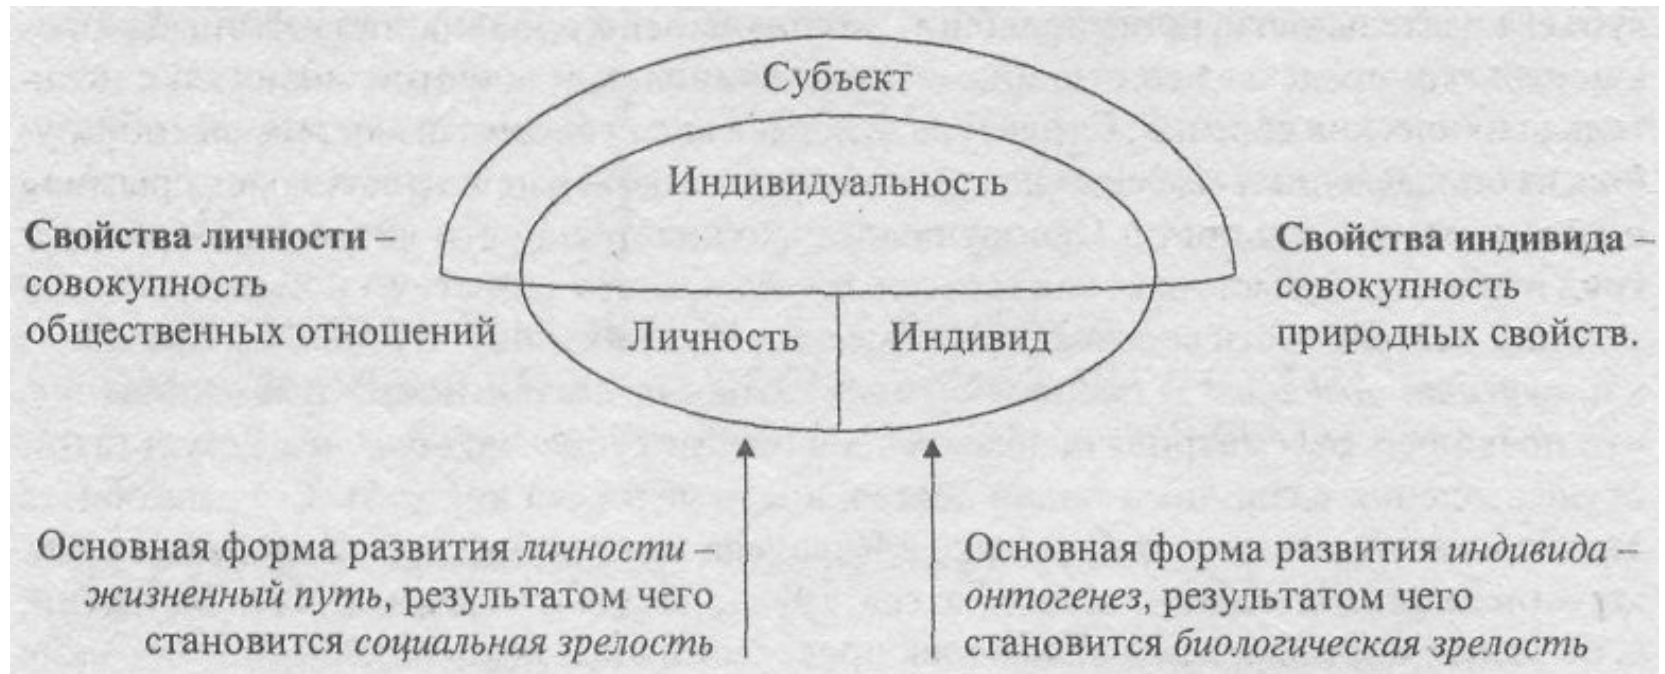 Субъект
Индивидуальность
Свойства личности –
совокупность
общественных отношений
Свойства индивида –
совокупность
природных свойств.
Личность
Индивид
Основная форма развития личности –
жизненный путь, результатом чего
становится социальная зрелость
Основная форма развития индивида –
онтогенез, результатом чего
становится биологическая зрелость